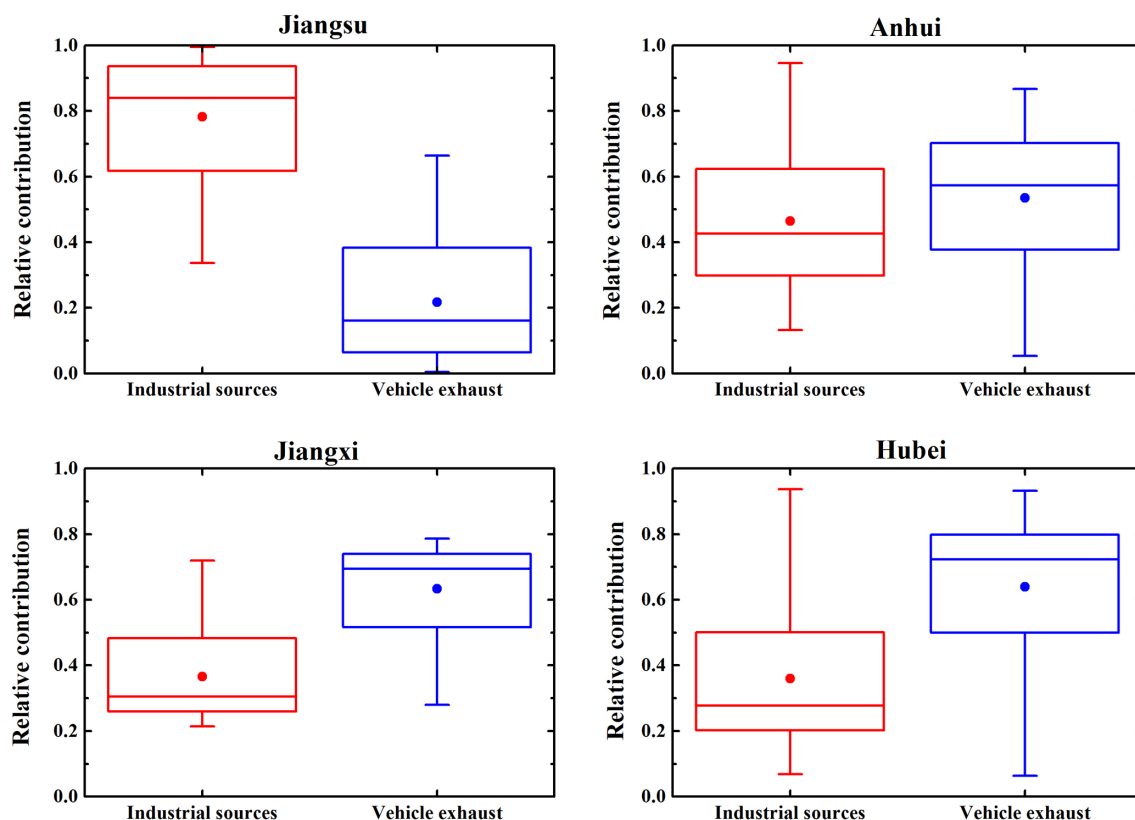 Jiangsu
Relative contribution
1.0
0.8
0.6
0.4
0.2
0.0
Industrial sources
Vehicle exhaust
Anhui
Relative contribution
1.0
0.8
0.6
0.4
0.2
0.0
Industrial sources
Vehicle exhaust
Jiangxi
Relative contribution
1.0
0.8
0.6
0.4
0.2
0.0
Industrial sources
Vehicle exhaust
Hubei
Relative contribution
1.0
0.8
0.6
0.4
0.2
0.0
Industrial sources
Vehicle exhaust